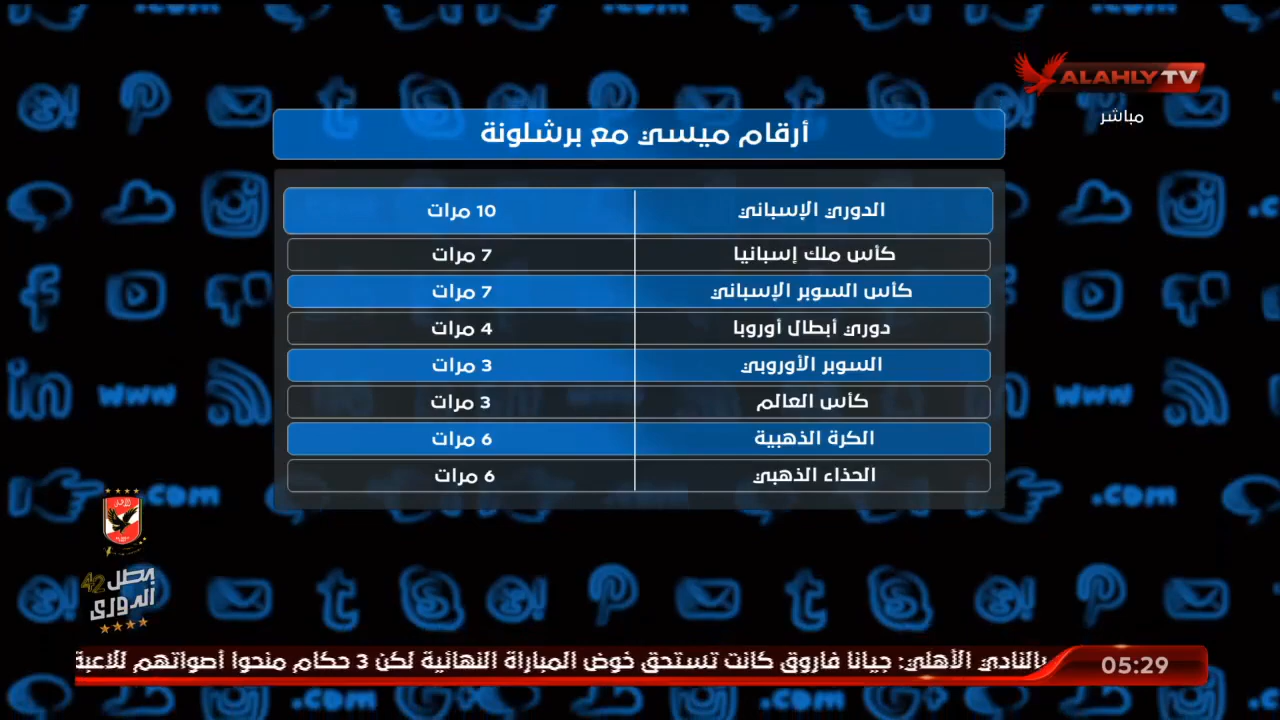 ALAHLY TV
مباشر
أرقام ميسي مع برشلونة
الدوري الإسباني 10 مرات
كأس ملك إسبانيا 7 مرات
كأس السوبر الإسباني 7 مرات
دوري أبطال أوروبا 4 مرات
السوبر الأوروبي 3 مرات
كأس العالم 3 مرات
الكرة الذهبية 6 مرات
الحذاء الذهبي 6 مرات
بطل الدورى 42
05:29
بالنادي الأهلي: جيانا فاروق كانت تستحق خوض المباراة النهائية لكن 3 حكام منحوا أصواتهم للاعبة